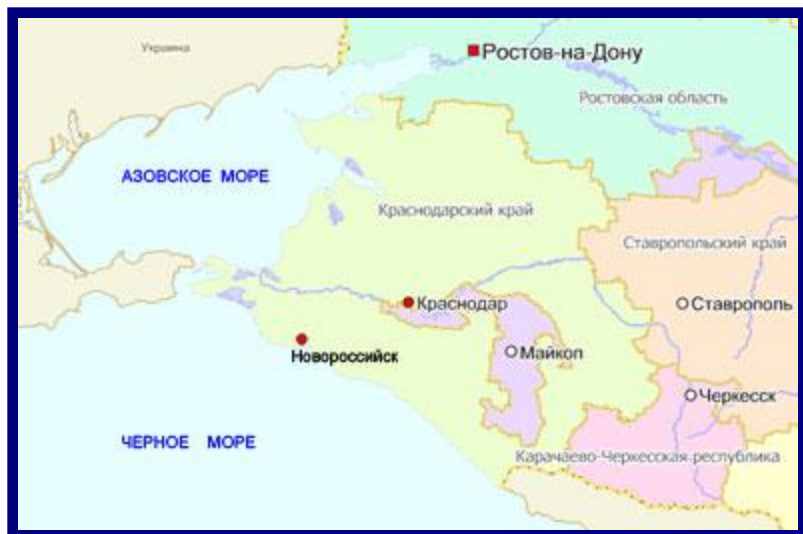 Украина
Ростов-на-Дону
Ростовская область
АЗОВСКОЕ МОРЕ
Краснодарский край
Ставропольский край
Краснодар
Ставрополь
Новороссийск
Майкоп
Черкесск
ЧЕРНОЕ МОРЕ
Карачаево-Черкесская республика